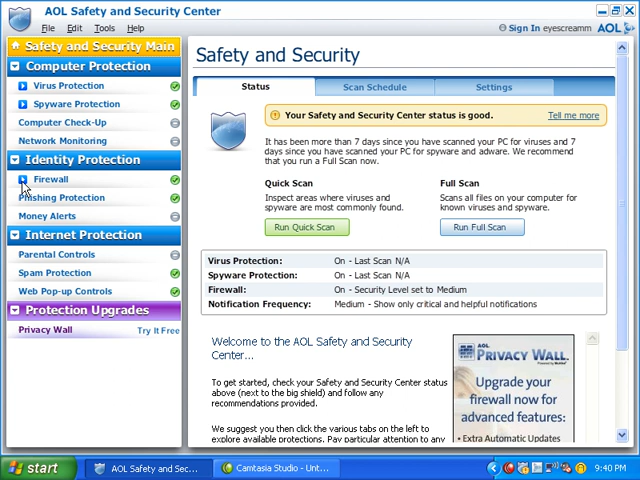 AOL Safety and Security Center
File Edit Tools Help
Sign In eyescreamm AOL
Safety and Security Main
Computer Protection
Virus Protection
Spyware Protection
Computer Check-Up
Network Monitoring
Identity Protection
Firewall
Phishing Protection
Money Alerts
Internet Protection
Parental Controls
Spam Protection
Web Pop-up Controls
Protection Upgrades
Privacy Wall Try It Free
Safety and Security
Status Scan Schedule Settings
Your Safety and Security Center status is good. Tell me more
It has been more than 7 days since you have scanned your PC for viruses and 7
days since you have scanned your PC for spyware and adware. We recommend
that you run a Full Scan now.
Quick Scan
Inspect areas where viruses and
spyware are most commonly found.
Run Quick Scan
Full Scan
Scans all files on your computer for
known viruses and spyware.
Run Full Scan
Virus Protection: On - Last Scan N/A
Spyware Protection: On - Last Scan N/A
Firewall: On - Security Level set to Medium
Notification Frequency: Medium - Show only critical and helpful notifications
Welcome to the AOL Safety and Security
Center...
To get started, check your Safety and Security Center status
above (next to the big shield) and follow any
recommendations provided.
We suggest you then click the various tabs on the left to
explore available protections. Pay particular attention to any
AOL
PRIVACY WALL.
Powered by McAfee
Upgrade your
firewall now for
advanced features:
• Extra Automatic Updates
start
AOL Safety and Sec...
Camtasia Studio - Unt...
9:40 PM